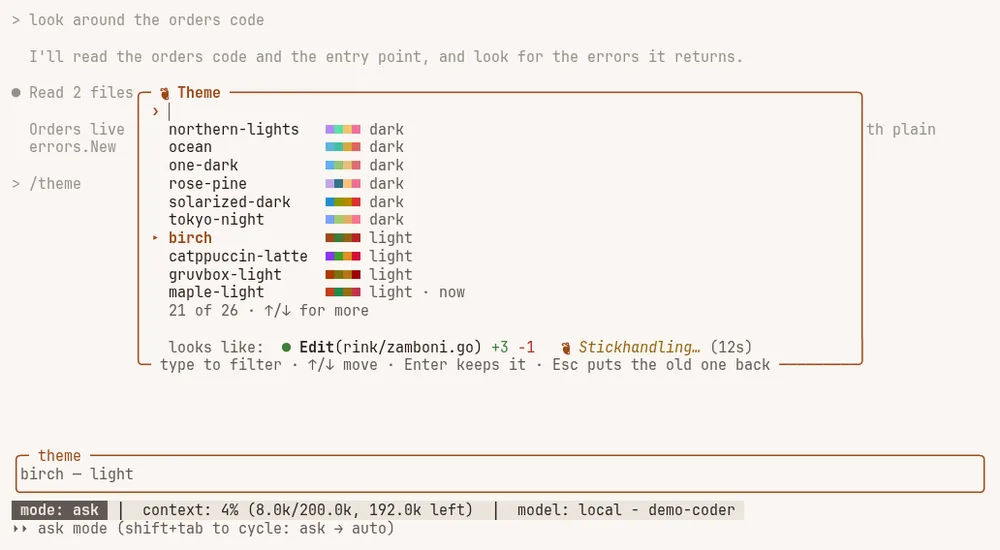 > look around the orders code
I'll read the orders code and the entry point, and look for the errors it returns.
● Read 2 files
Theme
❯
northern-lights dark
ocean dark
one-dark dark
rose-pine dark
solarized-dark dark
tokyo-night dark
▸ birch light
catppuccin-latte light
gruvbox-light light
maple-light light · now
21 of 26 · ↑/↓ for more
looks like: ● Edit(rink/zamboni.go) +3 -1 Stickhandling… (12s)
type to filter · ↑/↓ move · Enter keeps it · Esc puts the old one back
Orders live th plain
errors.New
> /theme
theme
birch — light
mode: ask | context: 4% (8.0k/200.0k, 192.0k left) | model: local - demo-coder
▸▸ ask mode (shift+tab to cycle: ask → auto)